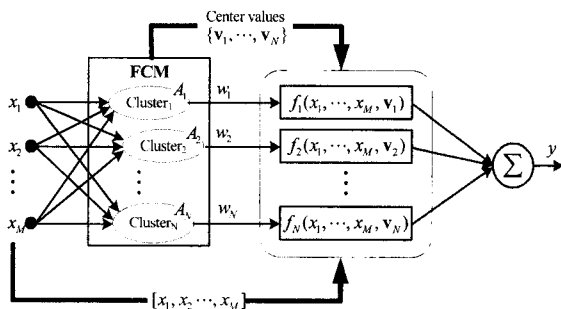 Center values
{v₁, ⋯, vN}
FCM
x₁ Cluster₁ A₁ w₁ f₁(x₁, ⋯, xM, v₁)
x₂ Cluster₂ A₂ w₂ f₂(x₁, ⋯, xM, v₂)
∑ y
⋮ ⋮ ⋮
xM ClusterN AN wN fN(x₁, ⋯, xM, vN)
[x₁, x₂ ⋯, xM]